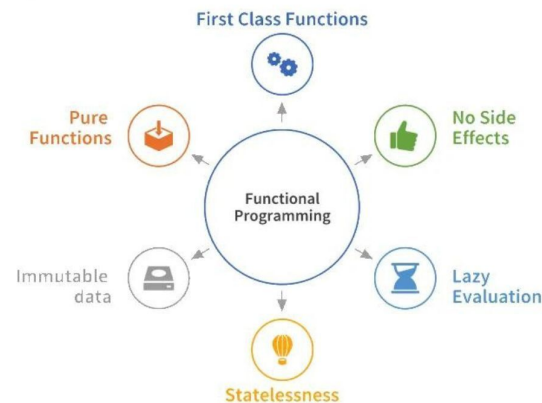 First Class Functions
Pure
Functions
No Side
Effects
Functional
Programming
Immutable
data
Lazy
Evaluation
Statelessness